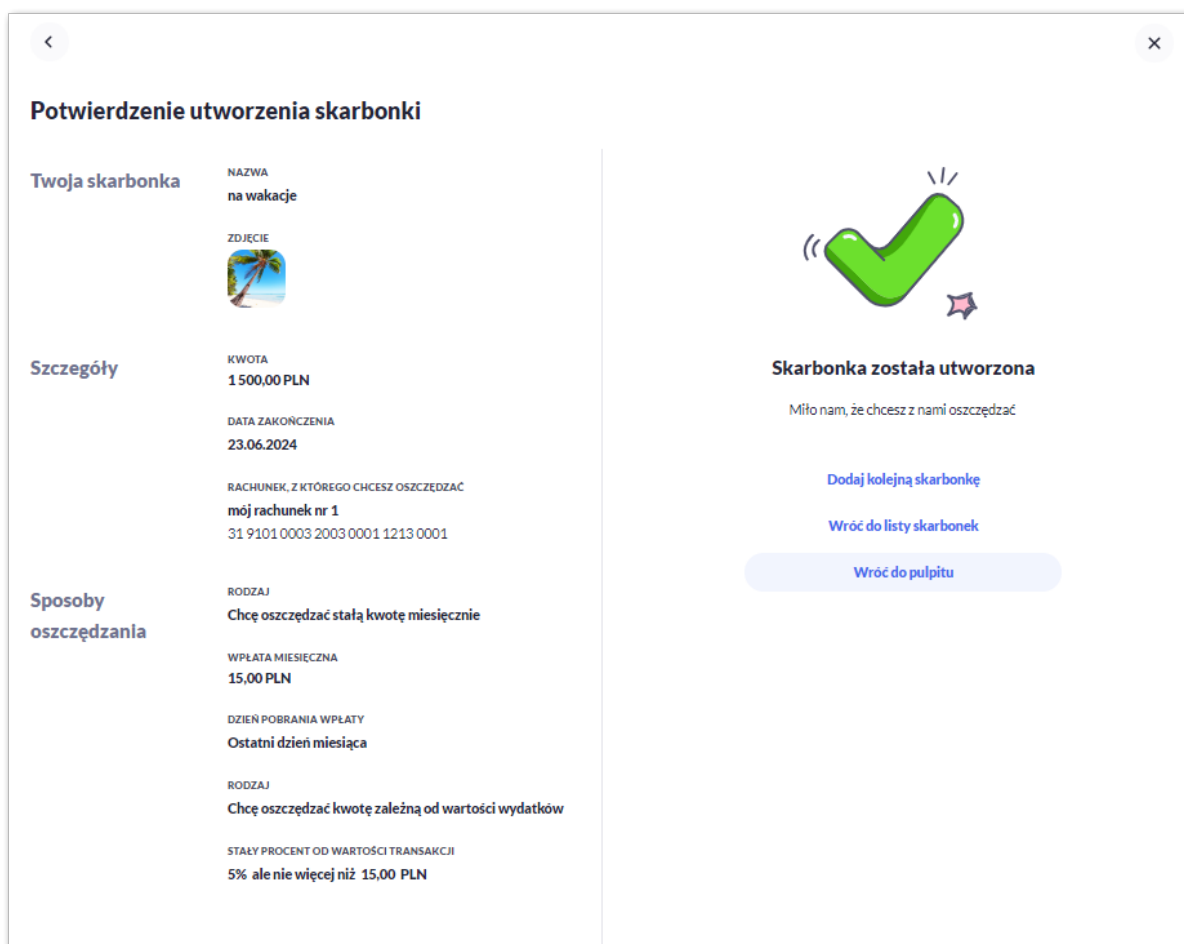 Potwierdzenie utworzenia skarbonki
Twoja skarbonka
NAZWA
na wakacje
ZDJĘCIE
Szczegóły
KWOTA
1 500,00 PLN
DATA ZAKOŃCZENIA
23.06.2024
RACHUNEK, Z KTÓREGO CHCESZ OSZCZĘDZAĆ
mój rachunek nr 1
31 9101 0003 2003 0001 1213 0001
Sposoby
oszczędzania
RODZAJ
Chcę oszczędzać stałą kwotę miesięcznie
WPŁATA MIESIĘCZNA
15,00 PLN
DZIEŃ POBRANIA WPŁATY
Ostatni dzień miesiąca
RODZAJ
Chcę oszczędzać kwotę zależną od wartości wydatków
STAŁY PROCENT OD WARTOŚCI TRANSAKCJI
5% ale nie więcej niż 15,00 PLN
Skarbonka została utworzona
Miło nam, że chcesz z nami oszczędzać
Dodaj kolejną skarbonkę
Wróć do listy skarbonek
Wróć do pulpitu